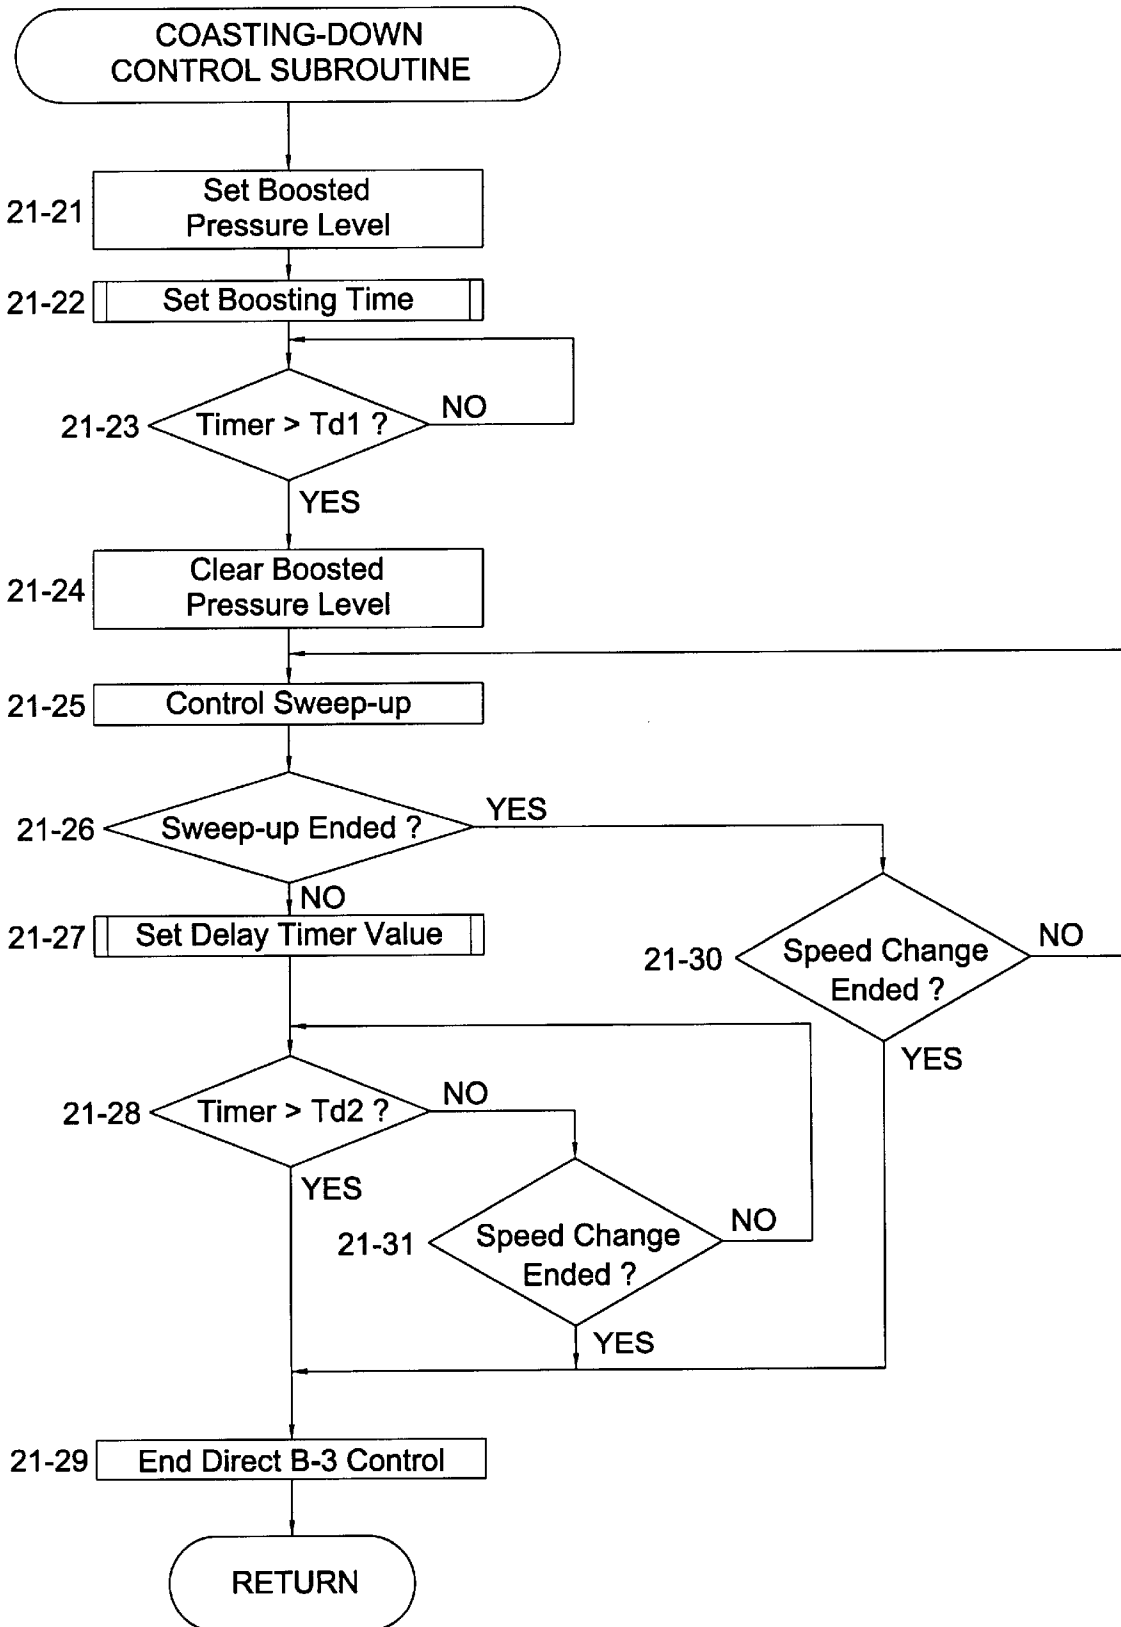 COASTING-DOWN
CONTROL SUBROUTINE
21-21
Set Boosted
Pressure Level
21-22
Set Boosting Time
21-23
Timer > Td1 ?
NO
YES
21-24
Clear Boosted
Pressure Level
21-25
Control Sweep-up
21-26
Sweep-up Ended ?
YES
NO
21-27
Set Delay Timer Value
21-30
Speed Change
Ended ?
NO
YES
21-28
Timer > Td2 ?
NO
YES
21-31
Speed Change
Ended ?
NO
YES
21-29
End Direct B-3 Control
RETURN